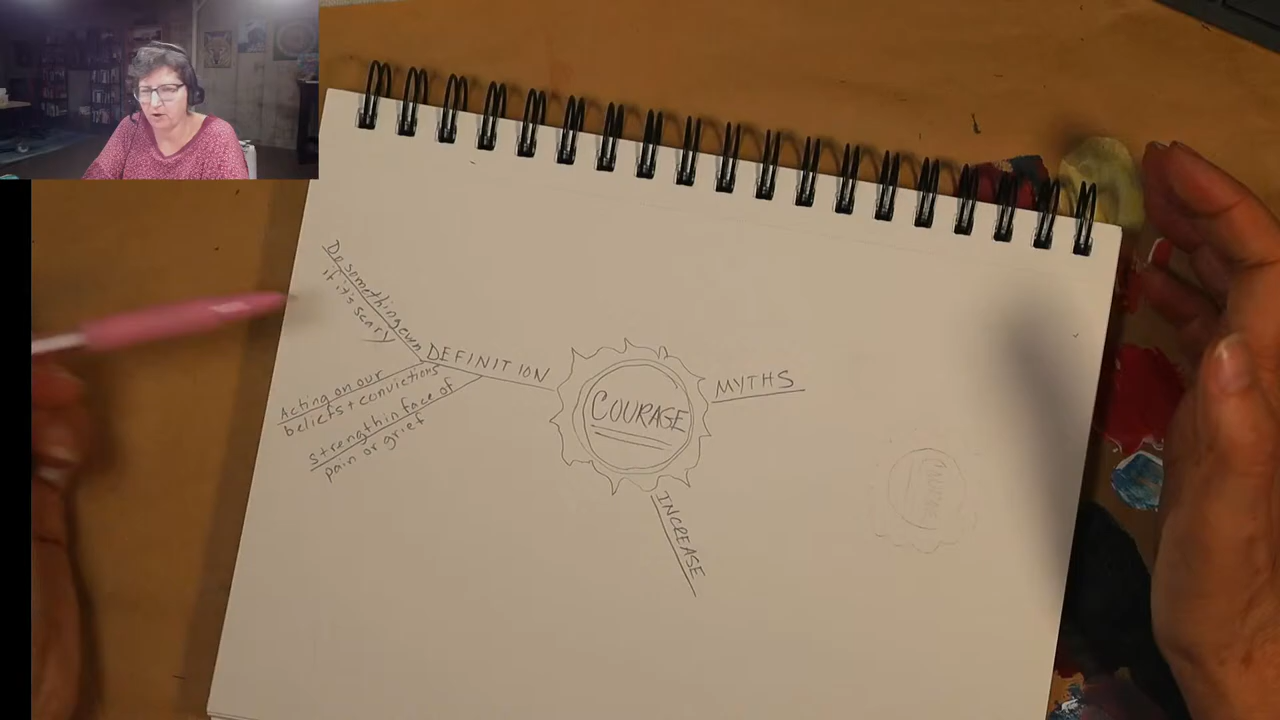 Do something even
if it's scary
DEFINITION
Acting on our
beliefs + convictions
strength in face of
pain or grief
COURAGE
MYTHS
INCREASE
COURAGE